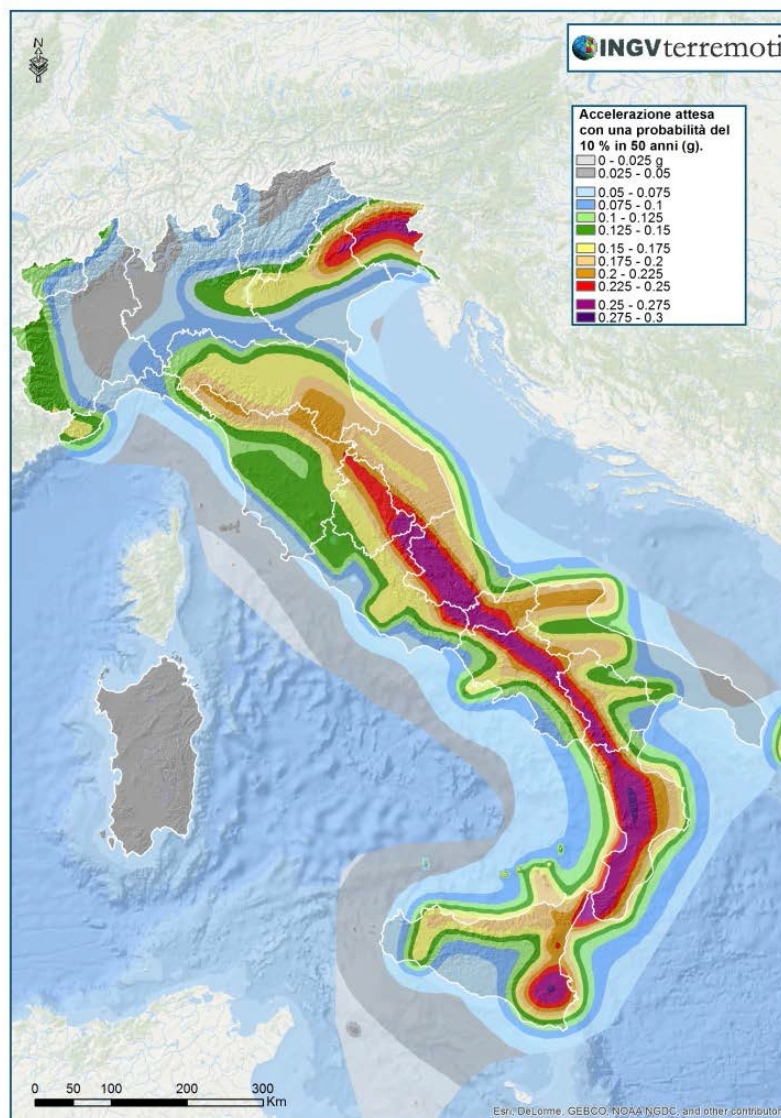 N
INGVterremoti
Accelerazione attesa
con una probabilità del
10 % in 50 anni (g).
0 - 0.025 g
0.025 - 0.05
0.05 - 0.075
0.075 - 0.1
0.1 - 0.125
0.125 - 0.15
0.15 - 0.175
0.175 - 0.2
0.2 - 0.225
0.225 - 0.25
0.25 - 0.275
0.275 - 0.3
0 50 100 200 300
Km
Esri, DeLorme, GEBCO, NOAA NGDC, and other contributor